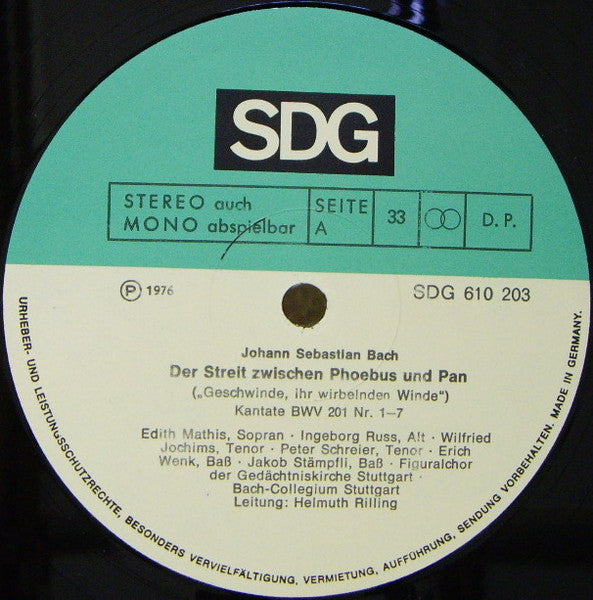 SDG
STEREO auch
MONO abspielbar
SEITE
A
33
D. P.
Ⓟ 1976
SDG 610 203
Johann Sebastian Bach
Der Streit zwischen Phoebus und Pan
(„Geschwinde, ihr wirbelnden Winde")
Kantate BWV 201 Nr. 1–7
Edith Mathis, Sopran · Ingeborg Russ, Alt · Wilfried
Jochims, Tenor · Peter Schreier, Tenor · Erich
Wenk, Baß · Jakob Stämpfli, Baß · Figuralchor
der Gedächtniskirche Stuttgart ·
Bach-Collegium Stuttgart
Leitung: Helmuth Rilling
URHEBER- UND LEISTUNGSSCHUTZRECHTE, BESONDERS VERVIELFÄLTIGUNG, VERMIETUNG, AUFFÜHRUNG, SENDUNG VORBEHALTEN. MADE IN GERMANY.